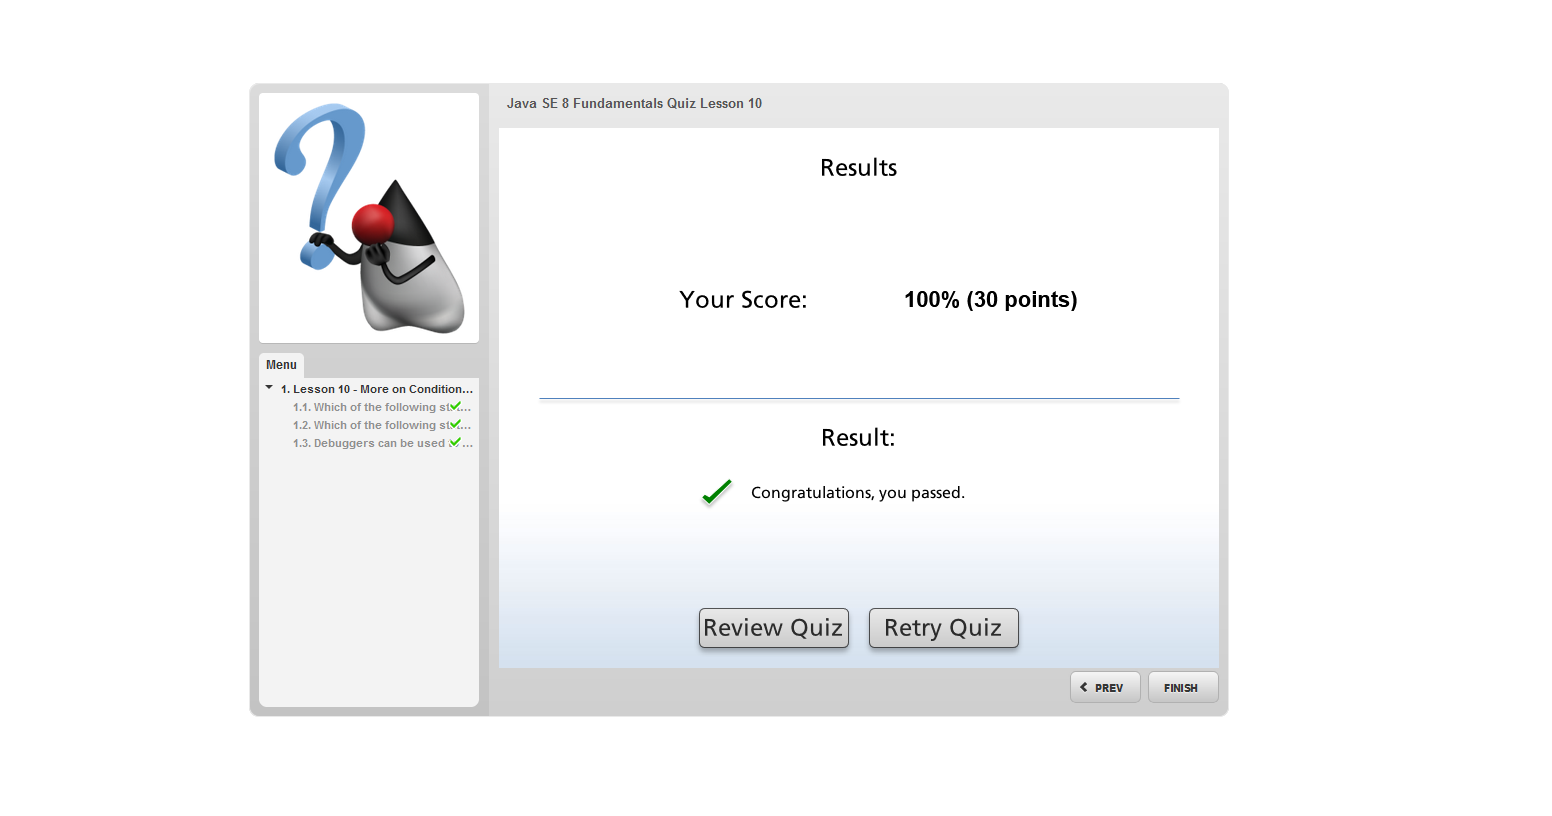 Java SE 8 Fundamentals Quiz Lesson 10
Results
Your Score: 100% (30 points)
Result:
Congratulations, you passed.
Review Quiz Retry Quiz
PREV FINISH
Menu
1. Lesson 10 - More on Condition...
1.1. Which of the following st...
1.2. Which of the following st...
1.3. Debuggers can be used ...